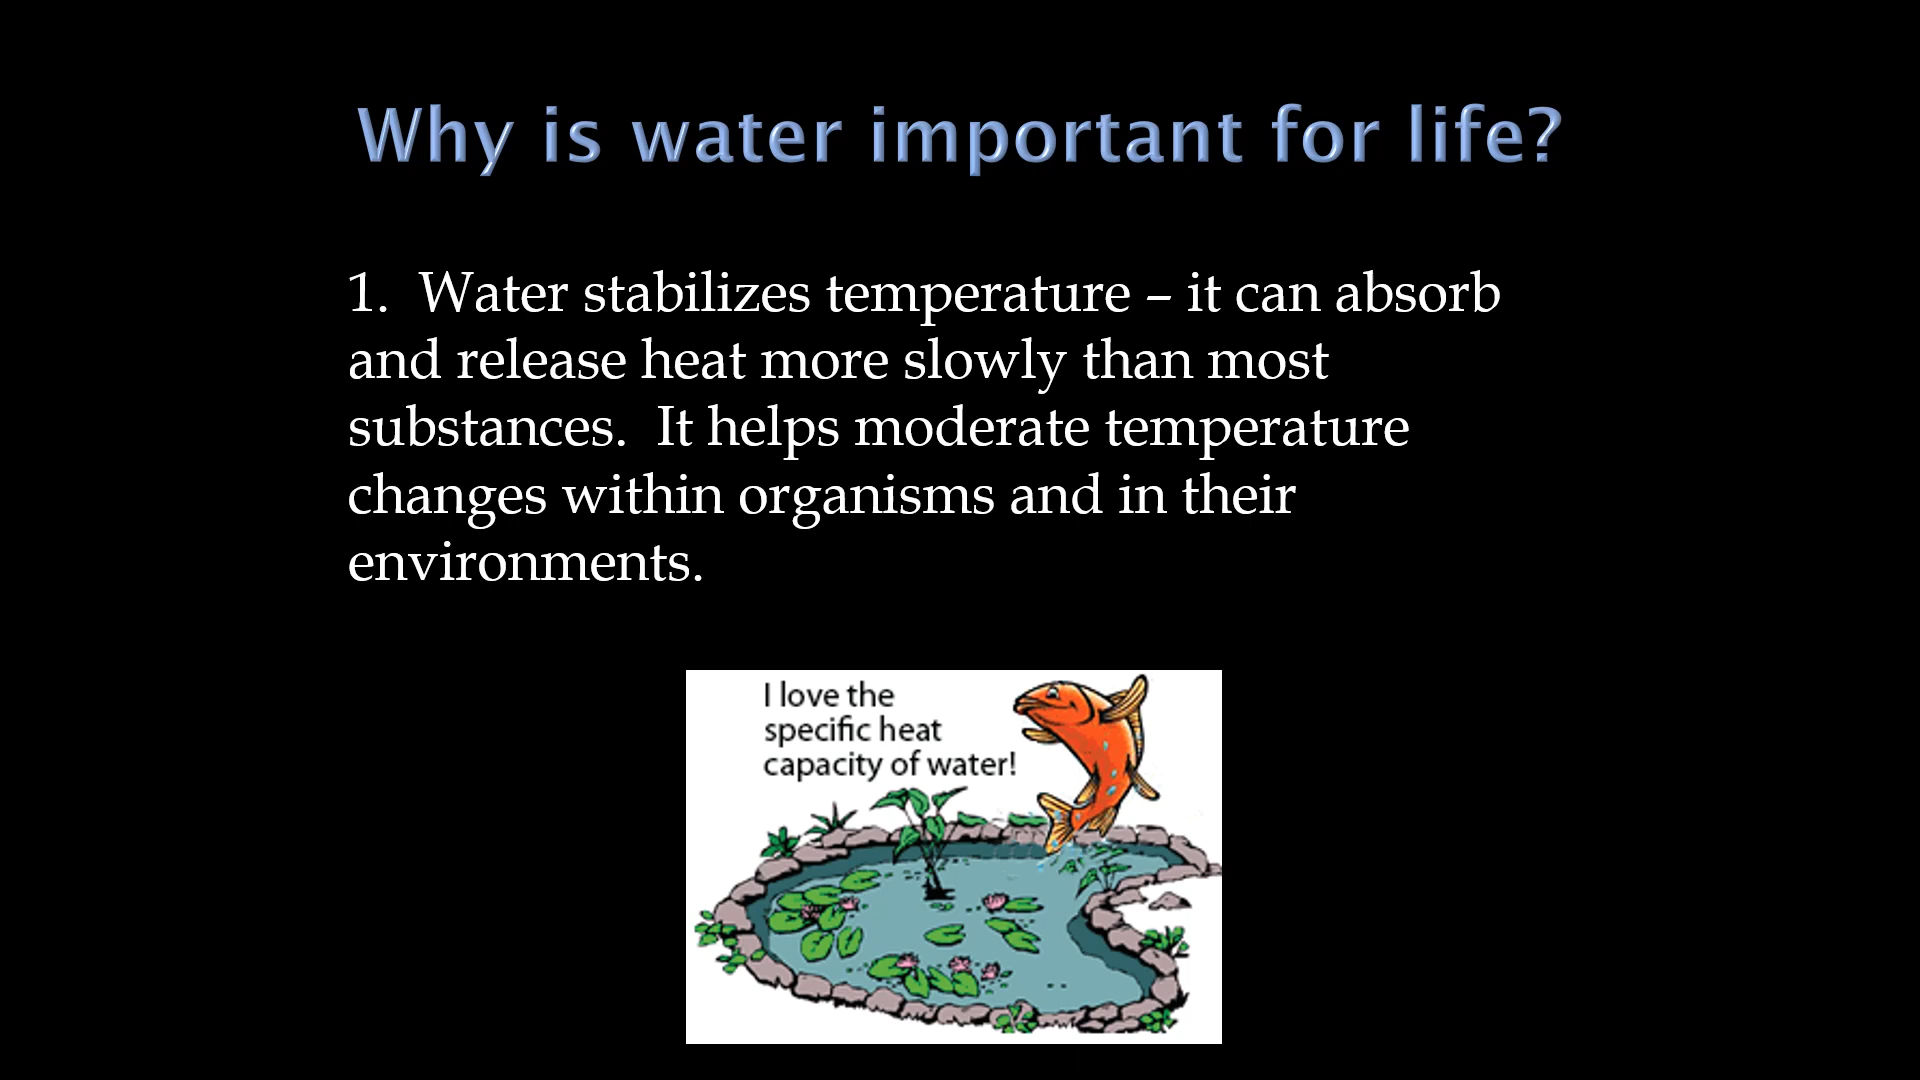 Why is water important for life?
1.  Water stabilizes temperature – it can absorb
and release heat more slowly than most
substances.  It helps moderate temperature
changes within organisms and in their
environments.
I love the
specific heat
capacity of water!